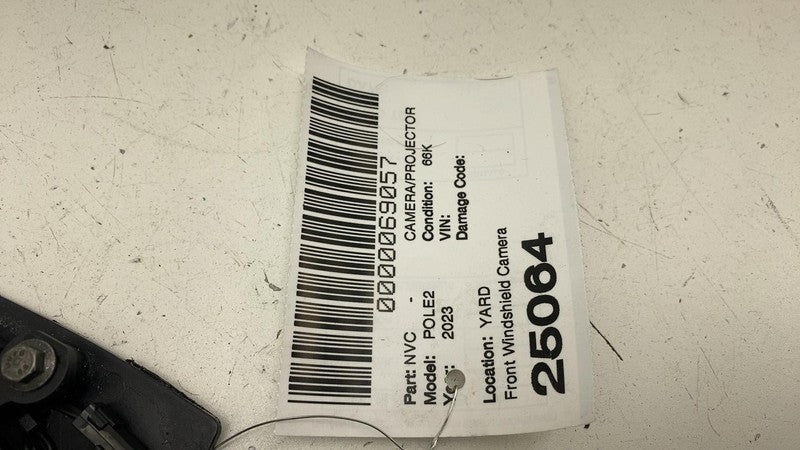 0000069057
Part: NVC - CAMERA/PROJECTOR
Model: POLE2 Condition: 66K
Year: 2023 VIN:
Damage Code:
Location: YARD
Front Windshield Camera
25064